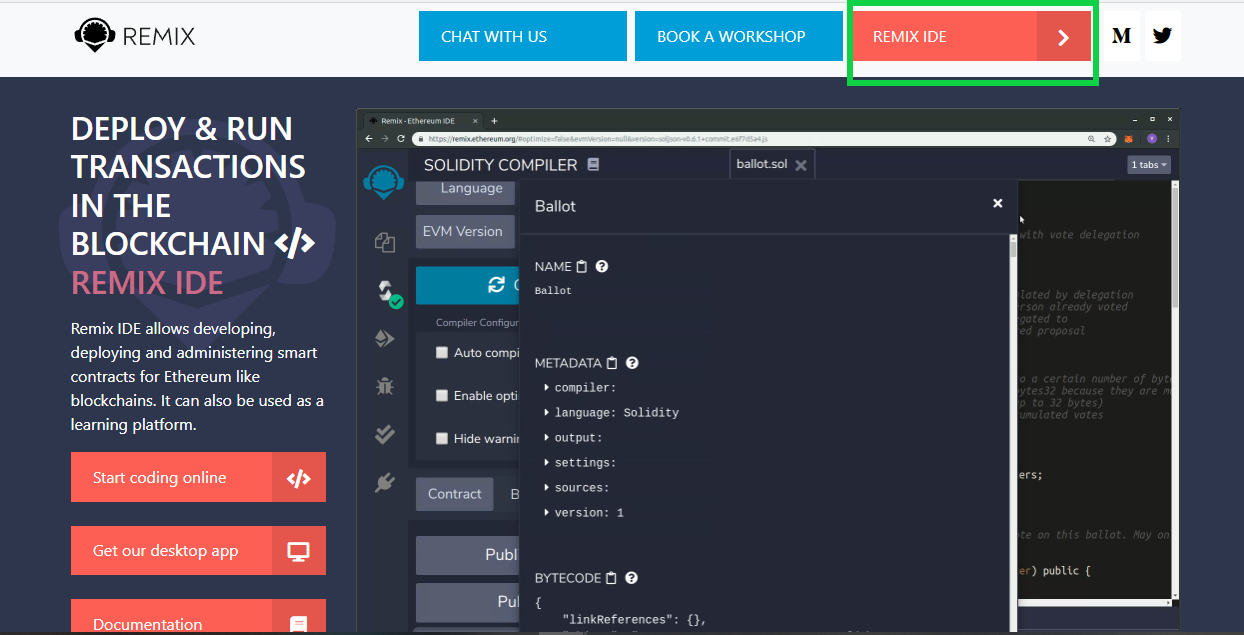 REMIX
CHAT WITH US
BOOK A WORKSHOP
REMIX IDE
M
DEPLOY & RUN
TRANSACTIONS
IN THE
BLOCKCHAIN </>
REMIX IDE
Remix IDE allows developing,
deploying and administering smart
contracts for Ethereum like
blockchains. It can also be used as a
learning platform.
Start coding online
</>
Get our desktop app
Documentation
Remix - Ethereum IDE
https://remix.ethereum.org/#optimize=false&evmVersion=null&version=soljson-v0.6.1+commit.e6f7d5a4.js
SOLIDITY COMPILER
ballot.sol
1 tabs
Language
EVM Version
Compiler Configur
Auto compi
Enable opti
Hide warnin
Contract
B
Publ
Pul
Ballot
NAME
Ballot
METADATA
compiler:
language: Solidity
output:
settings:
sources:
version: 1
BYTECODE
{
"linkReferences": {},
with vote delegation
lated by delegation
erson already voted
egated to
ed proposal
o a certain number of byt
bytes32 because they are mu
up to 32 bytes)
umulated votes
ers;
te on this ballot. May on
er) public {